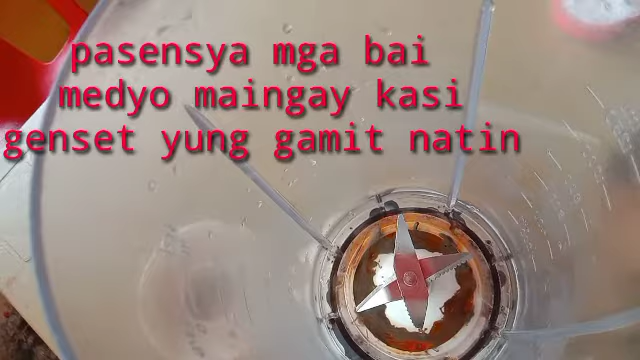 pasensya mga bai
medyo maingay kasi
genset yung gamit natin